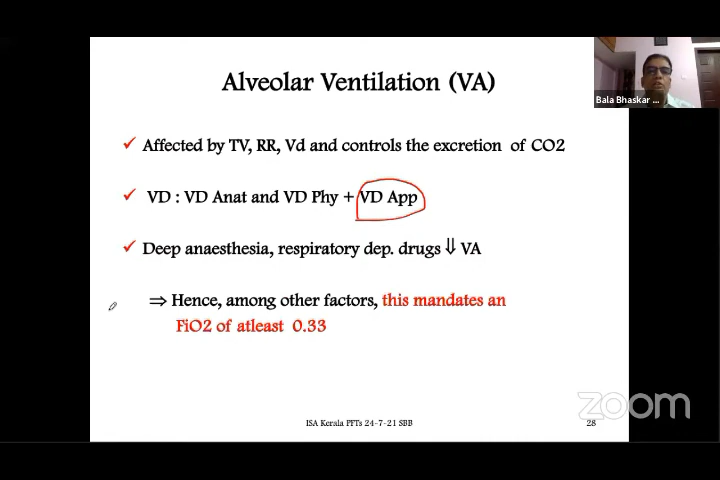 Alveolar Ventilation (VA)
Bala Bhaskar ...
✓ Affected by TV, RR, Vd and controls the excretion of CO2
✓ VD : VD Anat and VD Phy + VD App
✓ Deep anaesthesia, respiratory dep. drugs ⇓ VA
⇒ Hence, among other factors, this mandates an
FiO2 of atleast 0.33
zoom
ISA Kerala PFTs 24-7-21 SBB
28